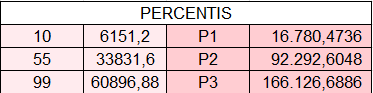 PERCENTIS
10 6151,2 P1 16.780,4736
55 33831,6 P2 92.292,6048
99 60896,88 P3 166.126,6886